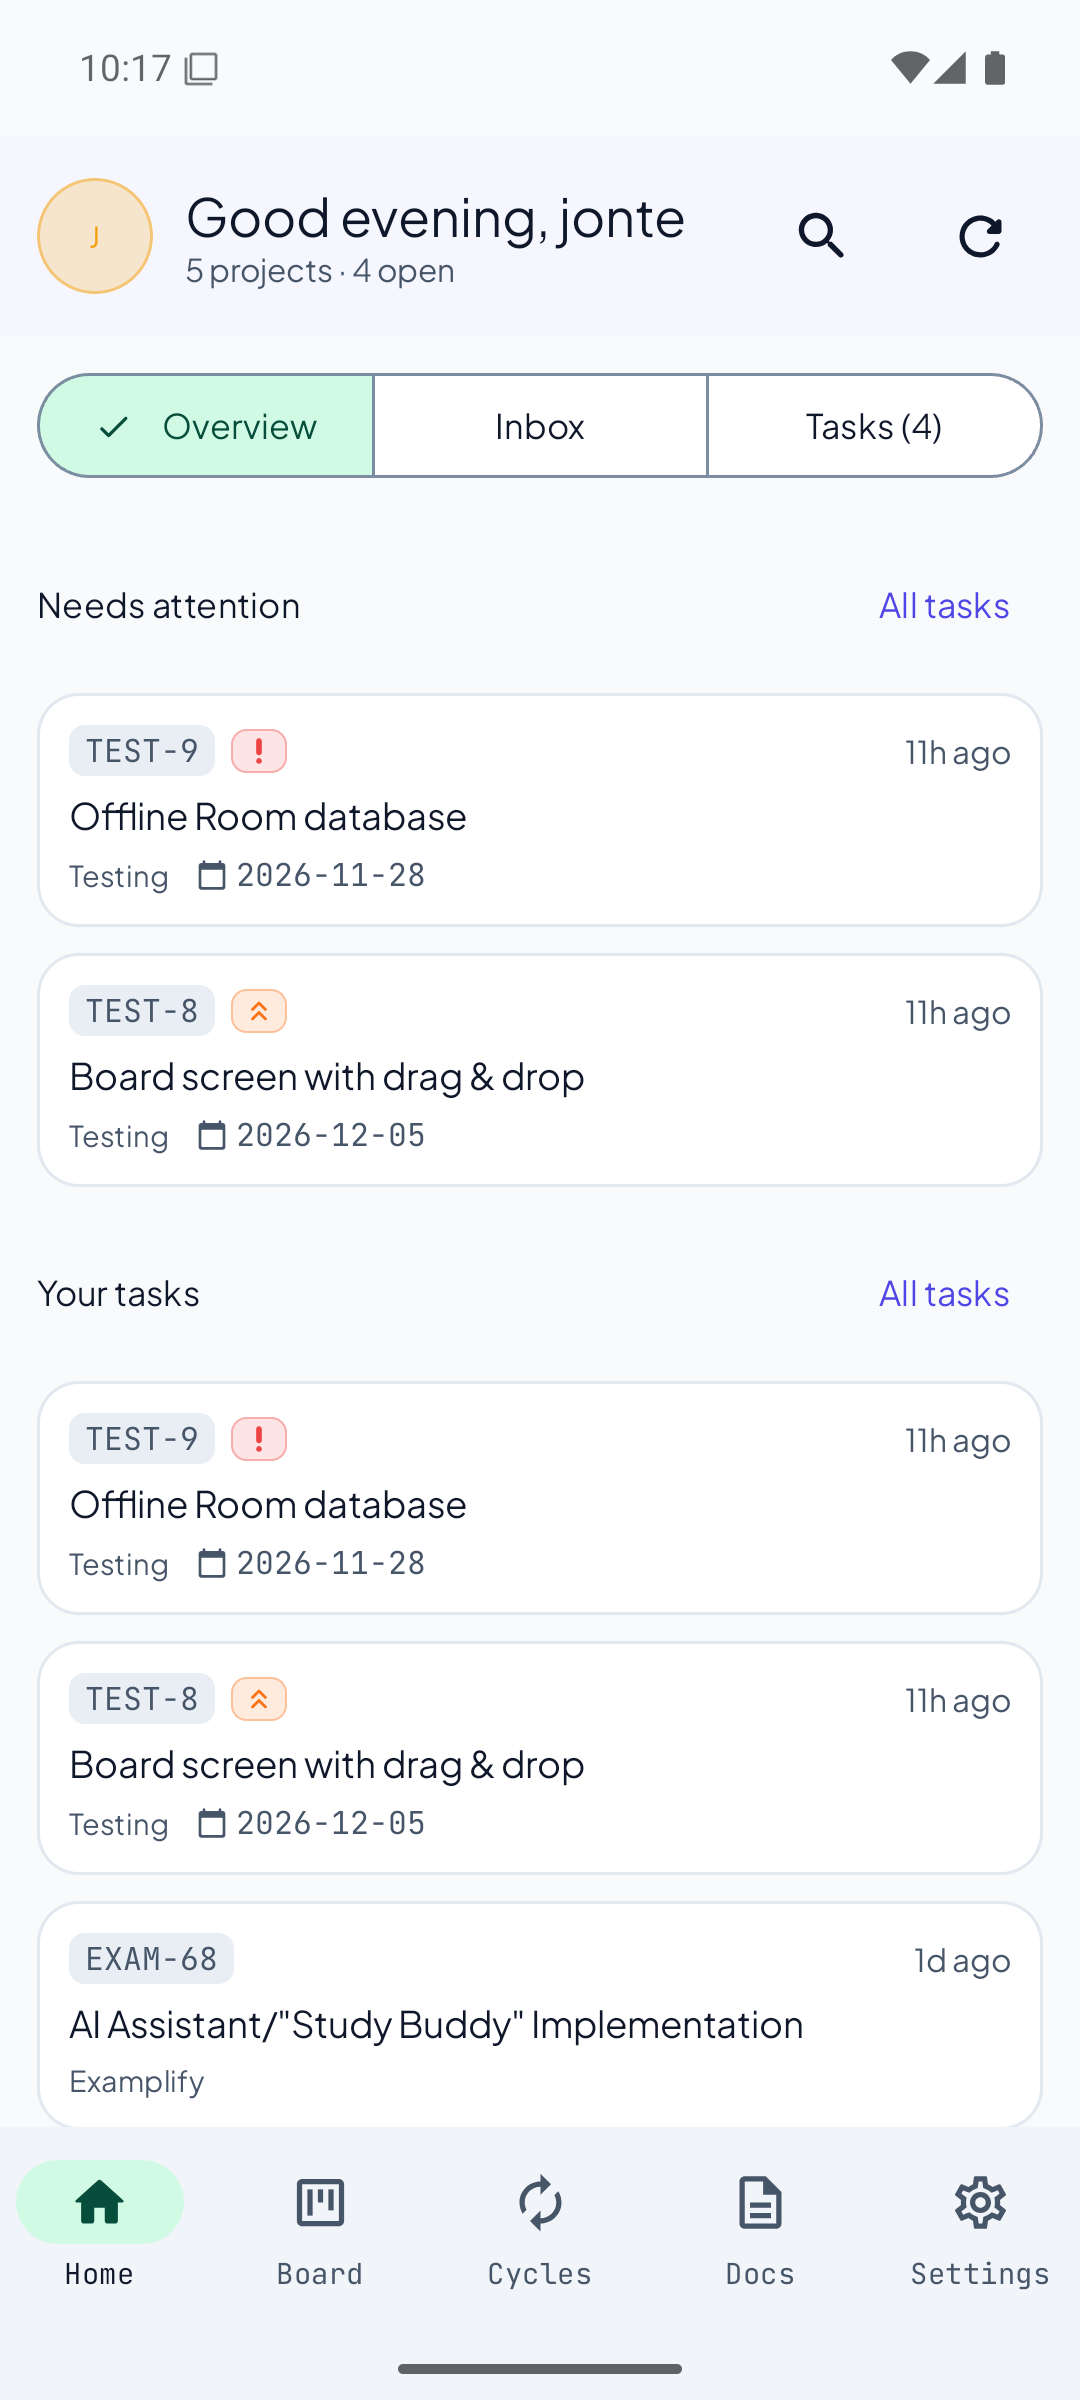 10:17
J
Good evening, jonte
5 projects · 4 open
Overview
Inbox
Tasks (4)
Needs attention
All tasks
TEST-9
11h ago
Offline Room database
Testing
2026-11-28
TEST-8
11h ago
Board screen with drag & drop
Testing
2026-12-05
Your tasks
All tasks
TEST-9
11h ago
Offline Room database
Testing
2026-11-28
TEST-8
11h ago
Board screen with drag & drop
Testing
2026-12-05
EXAM-68
1d ago
AI Assistant/"Study Buddy" Implementation
Examplify
Home
Board
Cycles
Docs
Settings